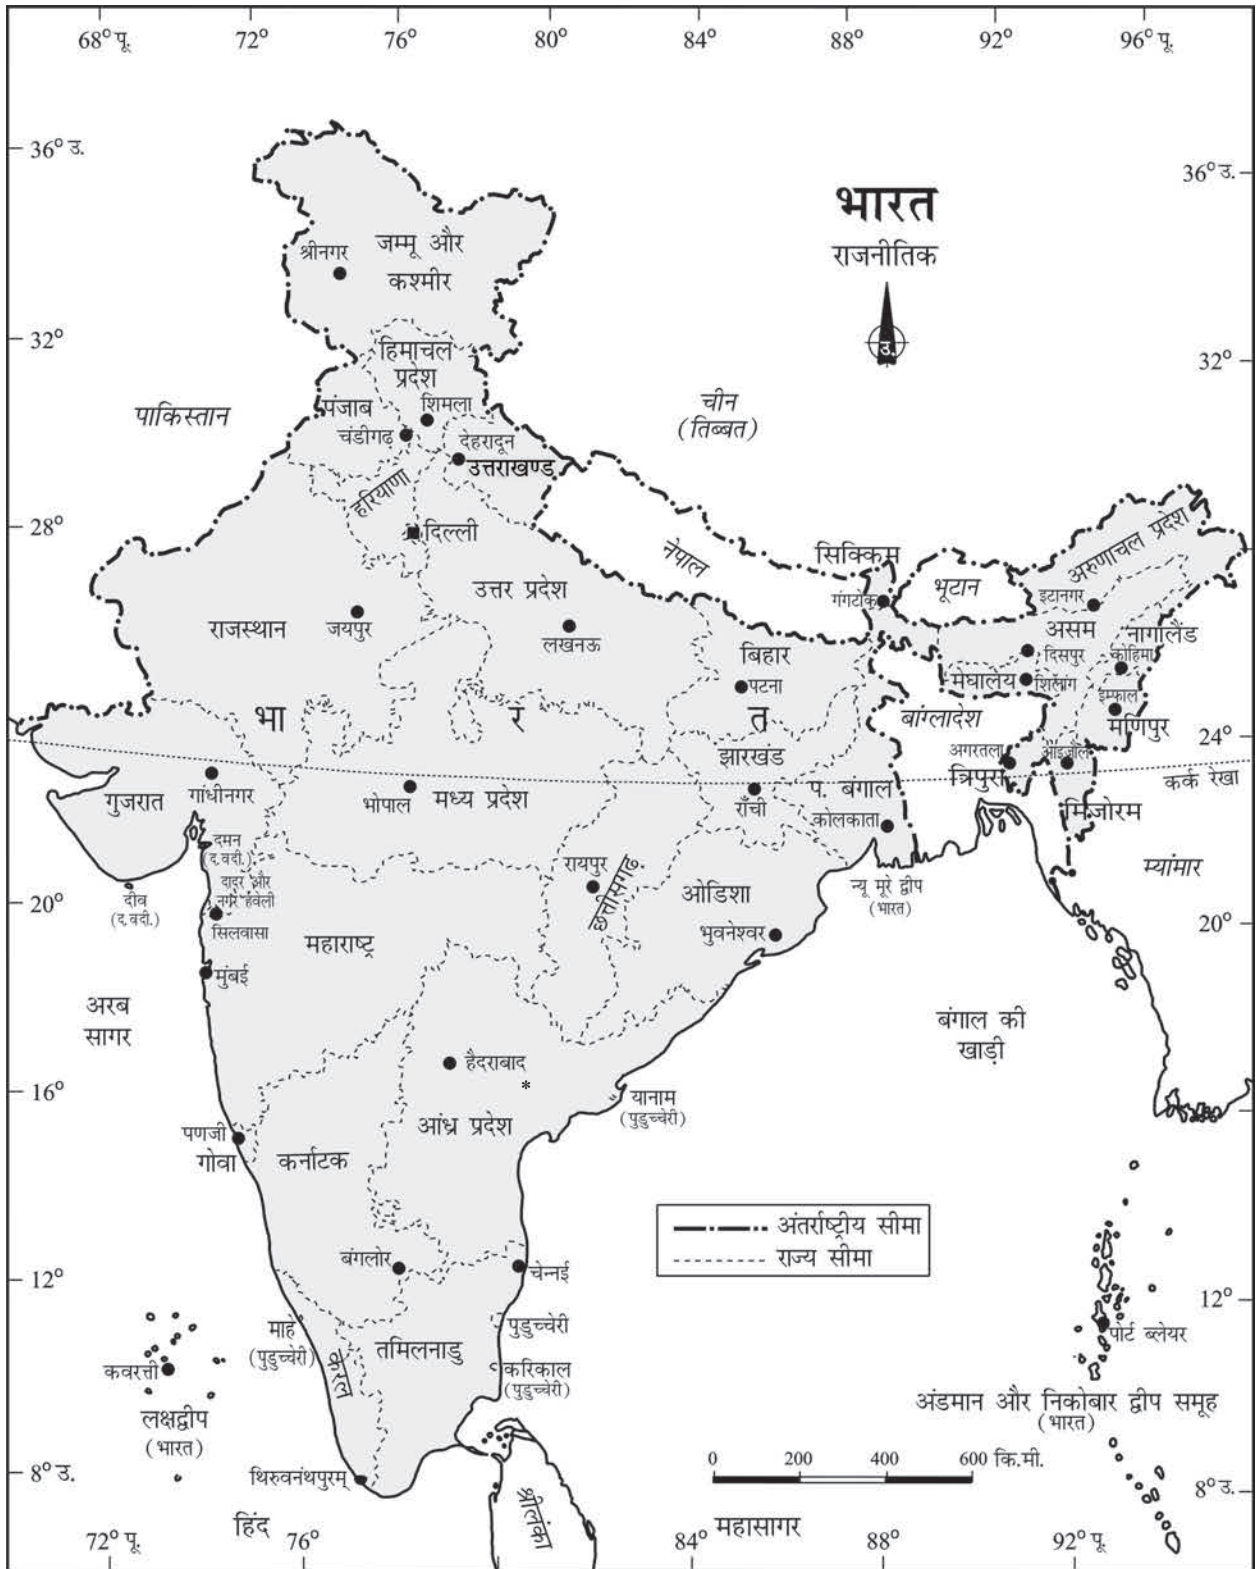 68° पू.
72°
76°
80°
84°
88°
92°
96° पू.
36° उ.
36° उ.
भारत
राजनीतिक
उ.
जम्मू और
कश्मीर
श्रीनगर
32°
32°
हिमाचल
प्रदेश
पंजाब
शिमला
चंडीगढ़
देहरादून
उत्तराखण्ड
पाकिस्तान
चीन
(तिब्बत)
हरियाणा
28°
28°
दिल्ली
नेपाल
सिक्किम
गंगटोक
भूटान
अरुणाचल प्रदेश
इटानगर
उत्तर प्रदेश
लखनऊ
राजस्थान
जयपुर
असम
दिसपुर
नागालैंड
कोहिमा
बिहार
पटना
मेघालय
शिलांग
इम्फाल
मणिपुर
भा
र
त
बांग्लादेश
24°
झारखंड
अगरतला
आइजोल
त्रिपुरा
कर्क रेखा
गुजरात
गांधीनगर
भोपाल
मध्य प्रदेश
राँची
प. बंगाल
कोलकाता
मिजोरम
दमन
(द.वदी.)
दादर और
नगर हवेली
सिलवासा
दीव
(द.वदी.)
रायपुर
छत्तीसगढ़
ओडिशा
न्यू मूरे द्वीप
(भारत)
म्यांमार
20°
20°
भुवनेश्वर
महाराष्ट्र
मुंबई
अरब
सागर
बंगाल की
खाड़ी
हैदराबाद
*
16°
यानाम
(पुडुच्चेरी)
आंध्र प्रदेश
पणजी
गोवा
कर्नाटक
अंतर्राष्ट्रीय सीमा
राज्य सीमा
बंगलोर
चेन्नई
12°
12°
माहे
(पुडुच्चेरी)
पुडुच्चेरी
तमिलनाडु
केरल
करिकाल
(पुडुच्चेरी)
पोर्ट ब्लेयर
कवरत्ती
लक्षद्वीप
(भारत)
अंडमान और निकोबार द्वीप समूह
(भारत)
0 200 400 600 कि.मी.
8° उ.
8° उ.
थिरुवनंथपुरम्
श्रीलंका
हिंद
महासागर
72° पू.
76°
84°
88°
92° पू.